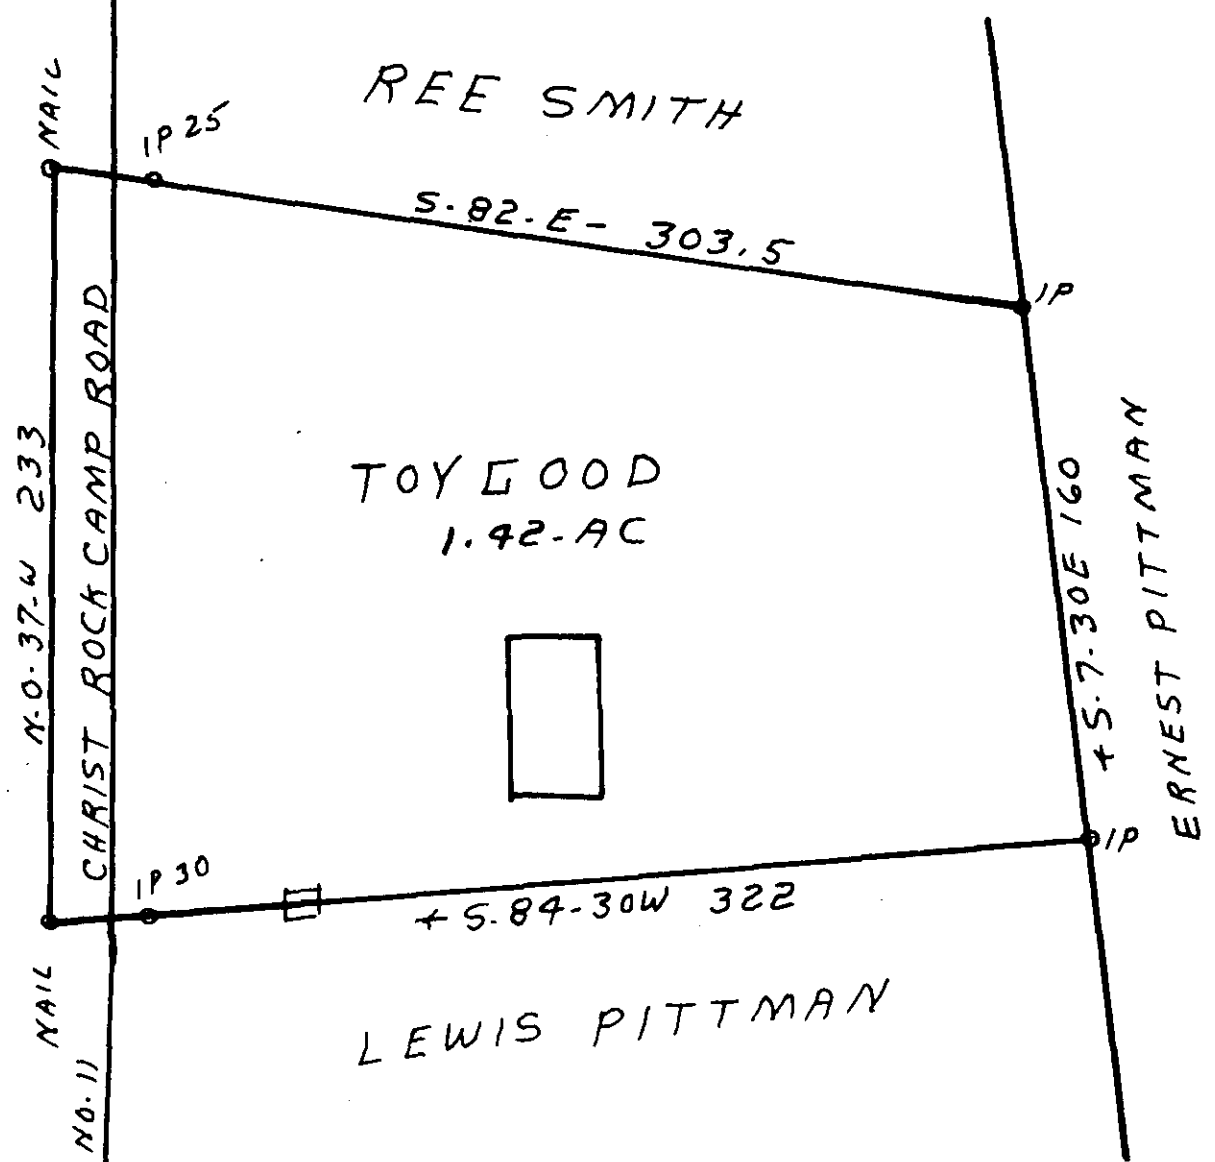 REE SMITH
NAIL
IP 25
S. 82. E - 303.5
IP
N. 0. 37-W 233
CHRIST ROCK CAMP ROAD
TOY GOOD
1.42-AC
+ S. 7. 30E 160
ERNEST PITTMAN
IP
IP 30
+ S. 84-30W 322
NAIL
LEWIS PITTMAN
NO. 11